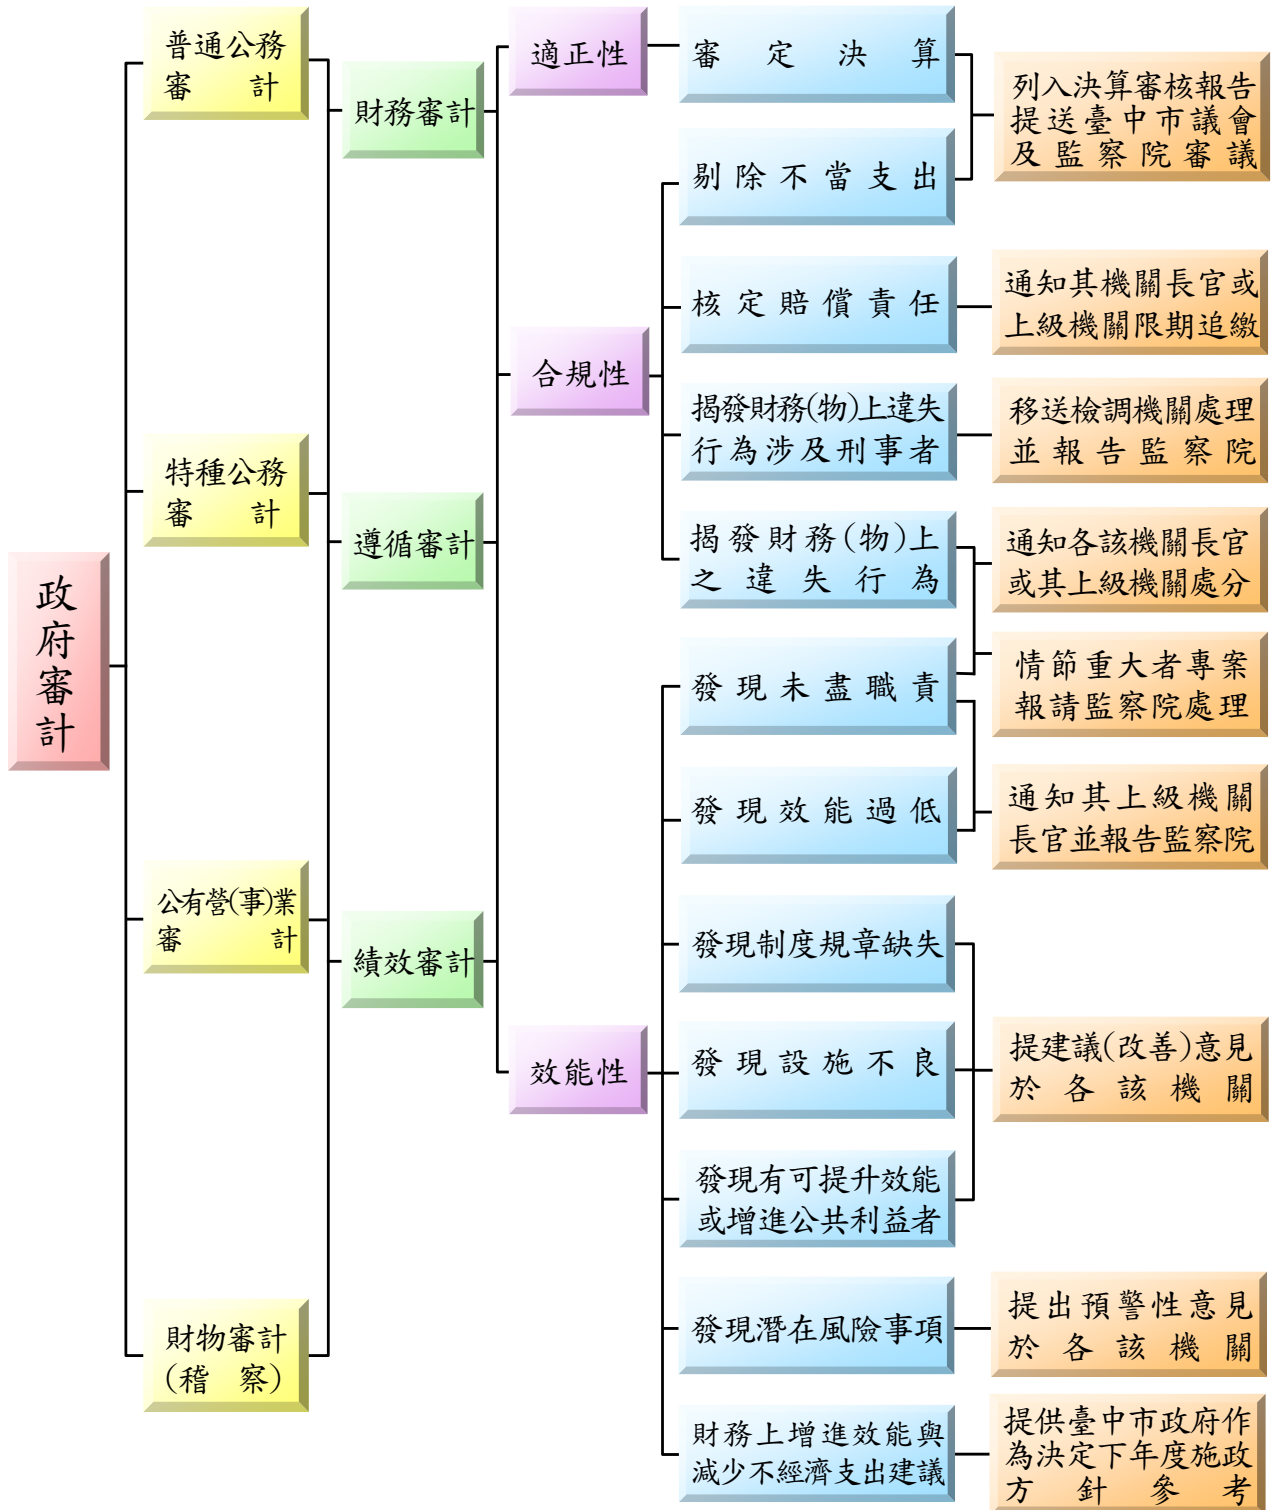 政府審計
普通公務
審計
特種公務
審計
公有營(事)業
審計
財物審計
(稽察)
財務審計
遵循審計
績效審計
適正性
合規性
效能性
審定決算
剔除不當支出
核定賠償責任
揭發財務(物)上違失
行為涉及刑事者
揭發財務(物)上
之違失行為
發現未盡職責
發現效能過低
發現制度規章缺失
發現設施不良
發現有可提升效能
或增進公共利益者
發現潛在風險事項
財務上增進效能與
減少不經濟支出建議
列入決算審核報告
提送臺中市議會
及監察院審議
通知其機關長官或
上級機關限期追繳
移送檢調機關處理
並報告監察院
通知各該機關長官
或其上級機關處分
情節重大者專案
報請監察院處理
通知其上級機關
長官並報告監察院
提建議(改善)意見
於各該機關
提出預警性意見
於各該機關
提供臺中市政府作
為決定下年度施政
方針參考